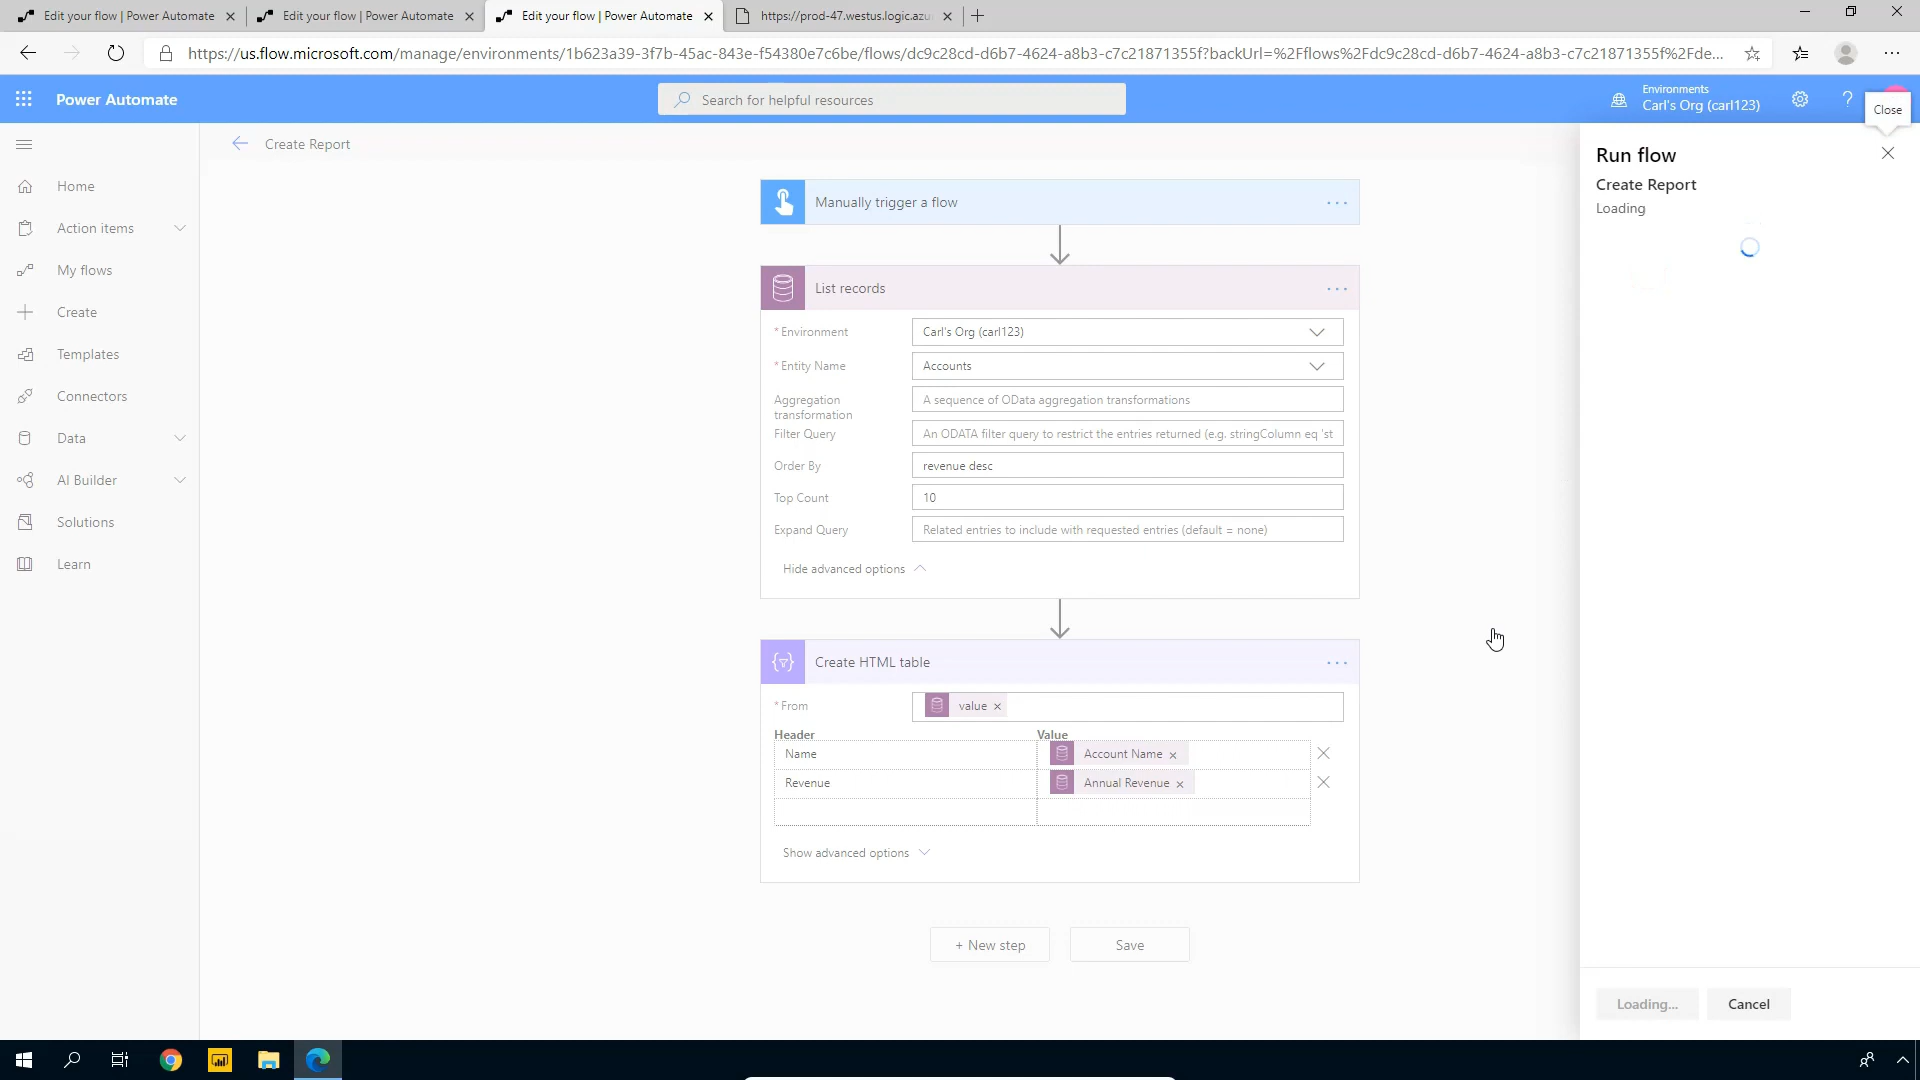 Edit your flow | Power Automate
Edit your flow | Power Automate
Edit your flow | Power Automate
https://prod-47.westus.logic.azu
https://us.flow.microsoft.com/manage/environments/1b623a39-3f7b-45ac-843e-f54380e7c6be/flows/dc9c28cd-d6b7-4624-a8b3-c7c21871355f?backUrl=%2Fflows%2Fdc9c28cd-d6b7-4624-a8b3-c7c21871355f%2Fde...
Power Automate
Search for helpful resources
Environments
Carl's Org (carl123)
?
Close
Create Report
Home
Action items
My flows
Create
Templates
Connectors
Data
AI Builder
Solutions
Learn
Manually trigger a flow
List records
* Environment
Carl's Org (carl123)
* Entity Name
Accounts
Aggregation
transformation
A sequence of OData aggregation transformations
Filter Query
An ODATA filter query to restrict the entries returned (e.g. stringColumn eq 'st
Order By
revenue desc
Top Count
10
Expand Query
Related entries to include with requested entries (default = none)
Hide advanced options
Create HTML table
* From
value
Header
Value
Name
Account Name
Revenue
Annual Revenue
Show advanced options
+ New step
Save
Run flow
Create Report
Loading
Loading...
Cancel